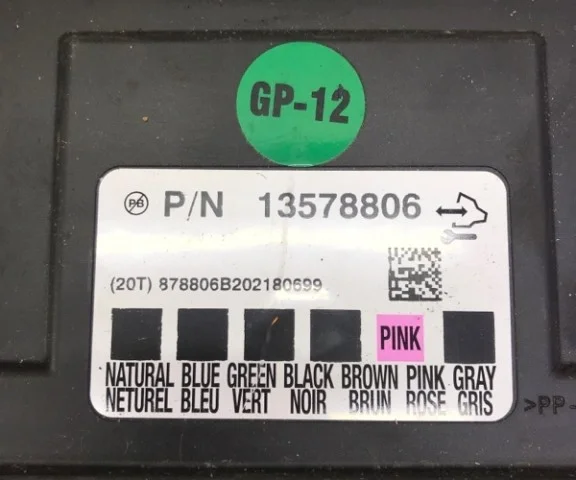 GP-12
PB P/N 13578806
(20T) 878806B202180699
PINK
NATURAL BLUE GREEN BLACK BROWN PINK GRAY
NETUREL BLEU VERT NOIR BRUN ROSE GRIS
>PP-